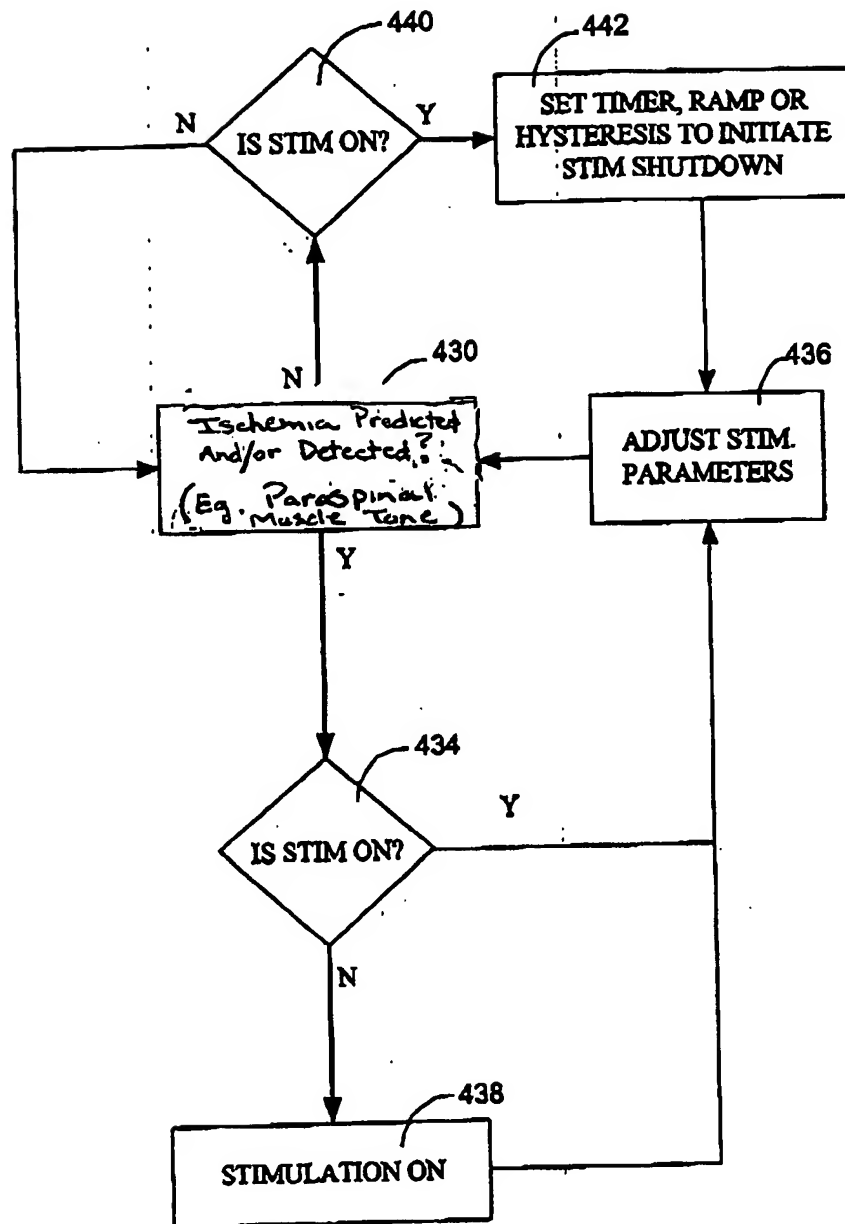 440
442
N
IS STIM ON?
Y
SET TIMER, RAMP OR
HYSTERESIS TO INITIATE
STIM SHUTDOWN
N
430
436
Ischemia Predicted
And/or Detected?
(Eg. Paraspinal
Muscle Tone)
ADJUST STIM.
PARAMETERS
Y
434
IS STIM ON?
Y
N
438
STIMULATION ON